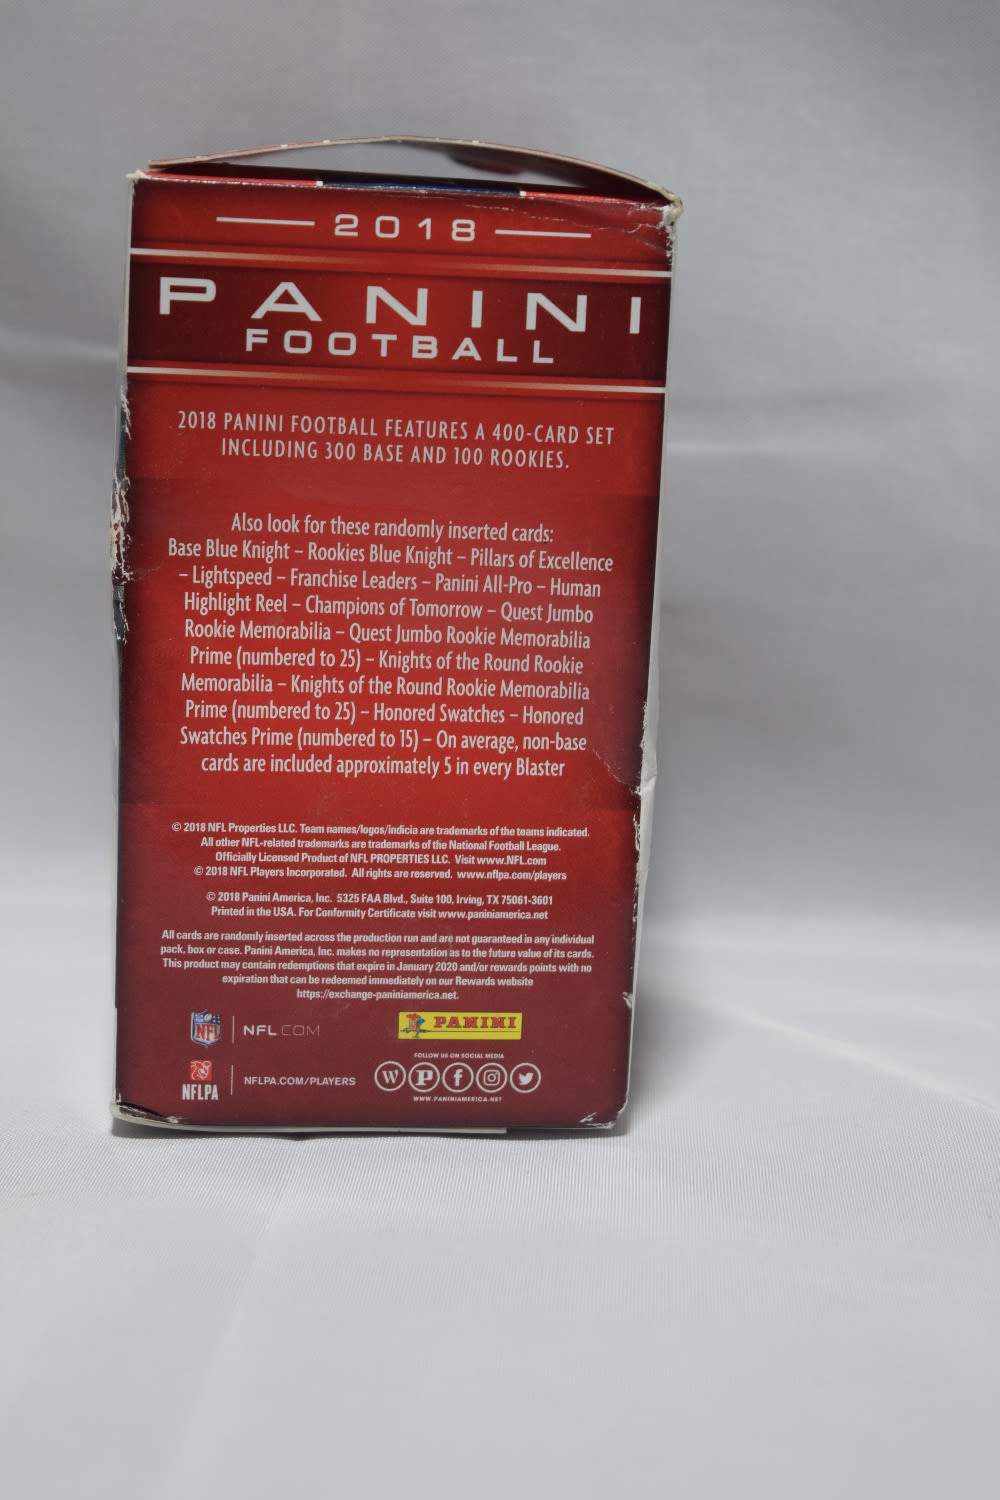 2018
PANINI
FOOTBALL
2018 PANINI FOOTBALL FEATURES A 400-CARD SET
INCLUDING 300 BASE AND 100 ROOKIES.
Also look for these randomly inserted cards:
Base Blue Knight – Rookies Blue Knight – Pillars of Excellence
– Lightspeed – Franchise Leaders – Panini All-Pro – Human
Highlight Reel – Champions of Tomorrow – Quest Jumbo
Rookie Memorabilia – Quest Jumbo Rookie Memorabilia
Prime (numbered to 25) – Knights of the Round Rookie
Memorabilia – Knights of the Round Rookie Memorabilia
Prime (numbered to 25) – Honored Swatches – Honored
Swatches Prime (numbered to 15) – On average, non-base
cards are included approximately 5 in every Blaster
© 2018 NFL Properties LLC. Team names/logos/indicia are trademarks of the teams indicated.
All other NFL-related trademarks are trademarks of the National Football League.
Officially Licensed Product of NFL PROPERTIES LLC. Visit www.NFL.com
© 2018 NFL Players Incorporated. All rights are reserved. www.nflpa.com/players
© 2018 Panini America, Inc. 5325 FAA Blvd., Suite 100, Irving, TX 75061-3601
Printed in the USA. For Conformity Certificate visit www.paniniamerica.net
All cards are randomly inserted across the production run and are not guaranteed in any individual
pack, box or case. Panini America, Inc. makes no representation as to the future value of its cards.
This product may contain redemptions that expire in January 2020 and/or rewards points with no
expiration that can be redeemed immediately on our Rewards website
https://exchange-paniniamerica.net.
NFL NFL.COM
PANINI
NFLPA NFLPA.COM/PLAYERS
FOLLOW US ON SOCIAL MEDIA
WWW.PANINIAMERICA.NET